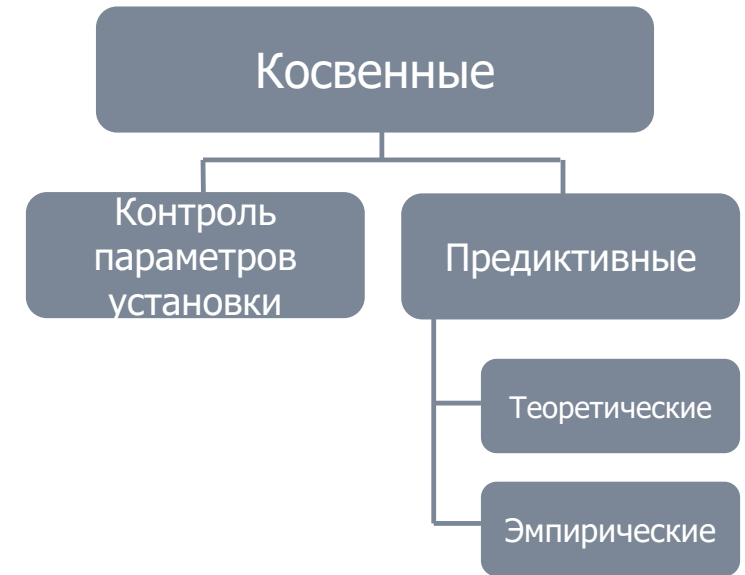 Косвенные
Контроль
параметров
установки
Предиктивные
Теоретические
Эмпирические